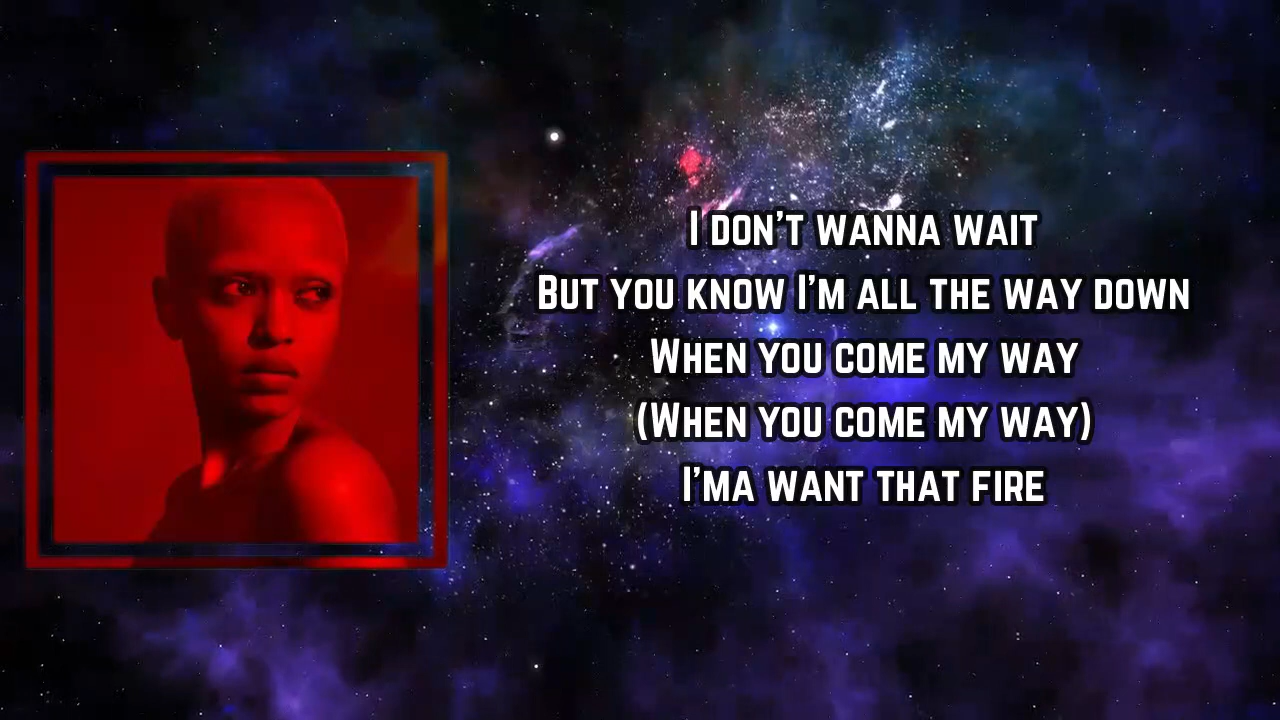 I don't wanna wait
But you know I'm all the way down
When you come my way
(When you come my way)
I'ma want that fire